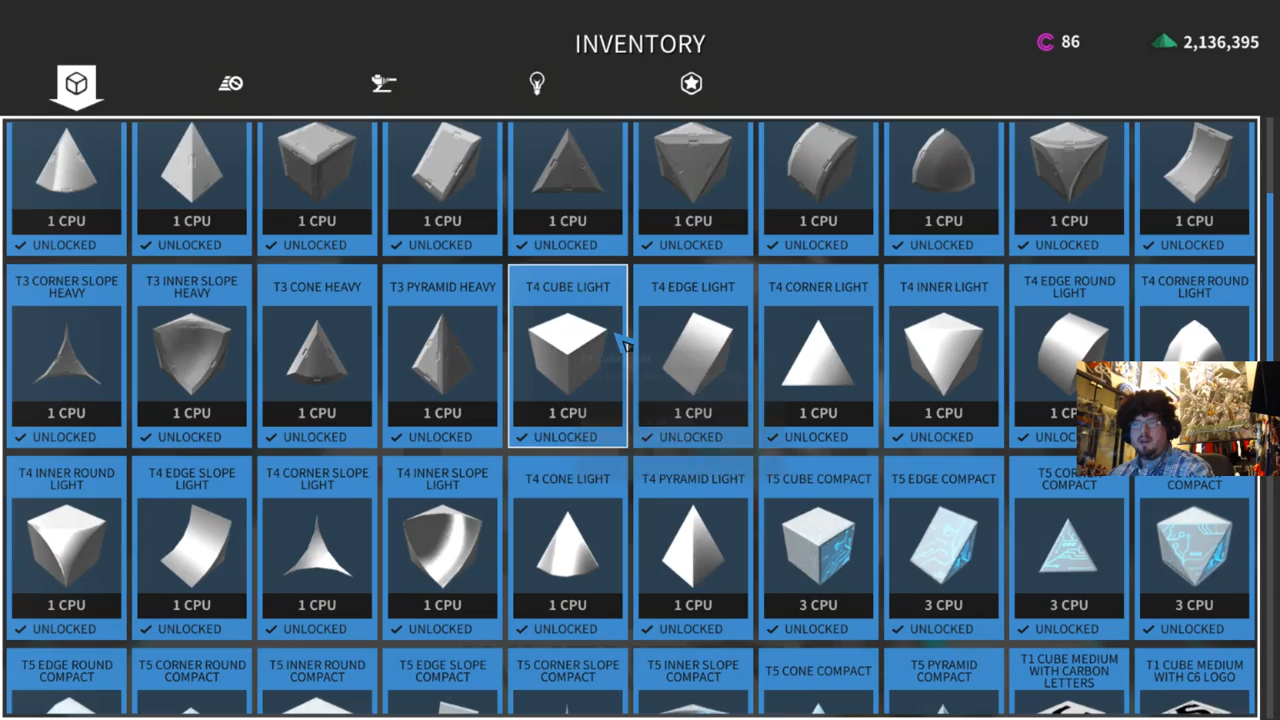 INVENTORY
86
2,136,395
1 CPU 1 CPU 1 CPU 1 CPU 1 CPU 1 CPU 1 CPU 1 CPU 1 CPU 1 CPU
UNLOCKED UNLOCKED UNLOCKED UNLOCKED UNLOCKED UNLOCKED UNLOCKED UNLOCKED UNLOCKED UNLOCKED
T3 CORNER SLOPE
HEAVY
T3 INNER SLOPE
HEAVY
T3 CONE HEAVY
T3 PYRAMID HEAVY
T4 CUBE LIGHT
T4 EDGE LIGHT
T4 CORNER LIGHT
T4 INNER LIGHT
T4 EDGE ROUND
LIGHT
T4 CORNER ROUND
LIGHT
1 CPU 1 CPU 1 CPU 1 CPU 1 CPU 1 CPU 1 CPU 1 CPU
UNLOCKED UNLOCKED UNLOCKED UNLOCKED UNLOCKED UNLOCKED UNLOCKED UNLOCKED
T4 INNER ROUND
LIGHT
T4 EDGE SLOPE
LIGHT
T4 CORNER SLOPE
LIGHT
T4 INNER SLOPE
LIGHT
T4 CONE LIGHT
T4 PYRAMID LIGHT
T5 CUBE COMPACT
T5 EDGE COMPACT
COMPACT
COMPACT
1 CPU 1 CPU 1 CPU 1 CPU 1 CPU 1 CPU 3 CPU 3 CPU 3 CPU 3 CPU
UNLOCKED UNLOCKED UNLOCKED UNLOCKED UNLOCKED UNLOCKED UNLOCKED UNLOCKED UNLOCKED UNLOCKED
T5 EDGE ROUND
COMPACT
T5 CORNER ROUND
COMPACT
T5 INNER ROUND
COMPACT
T5 EDGE SLOPE
COMPACT
T5 CORNER SLOPE
COMPACT
T5 INNER SLOPE
COMPACT
T5 CONE COMPACT
T5 PYRAMID
COMPACT
T1 CUBE MEDIUM
WITH CARBON
LETTERS
T1 CUBE MEDIUM
WITH C6 LOGO